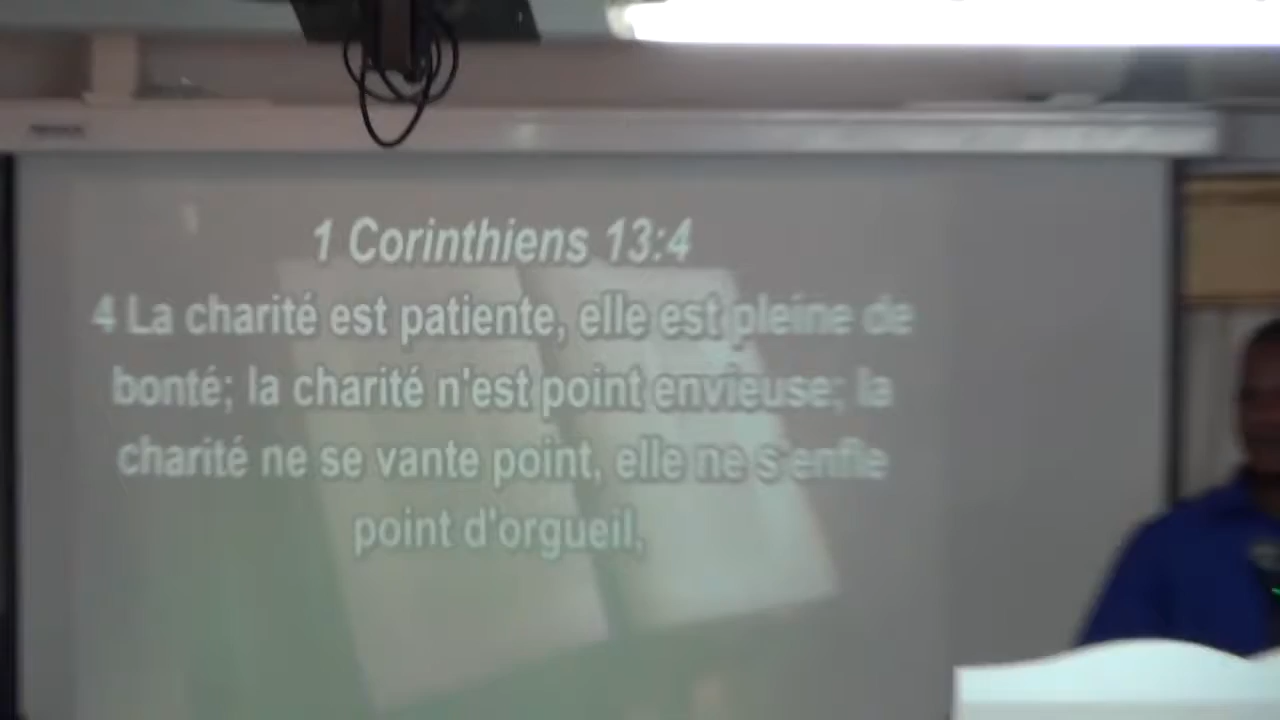 1 Corinthiens 13:4
4 La charité est patiente, elle est pleine de
bonté; la charité n'est point envieuse; la
charité ne se vante point, elle ne s'enfle
point d'orgueil,